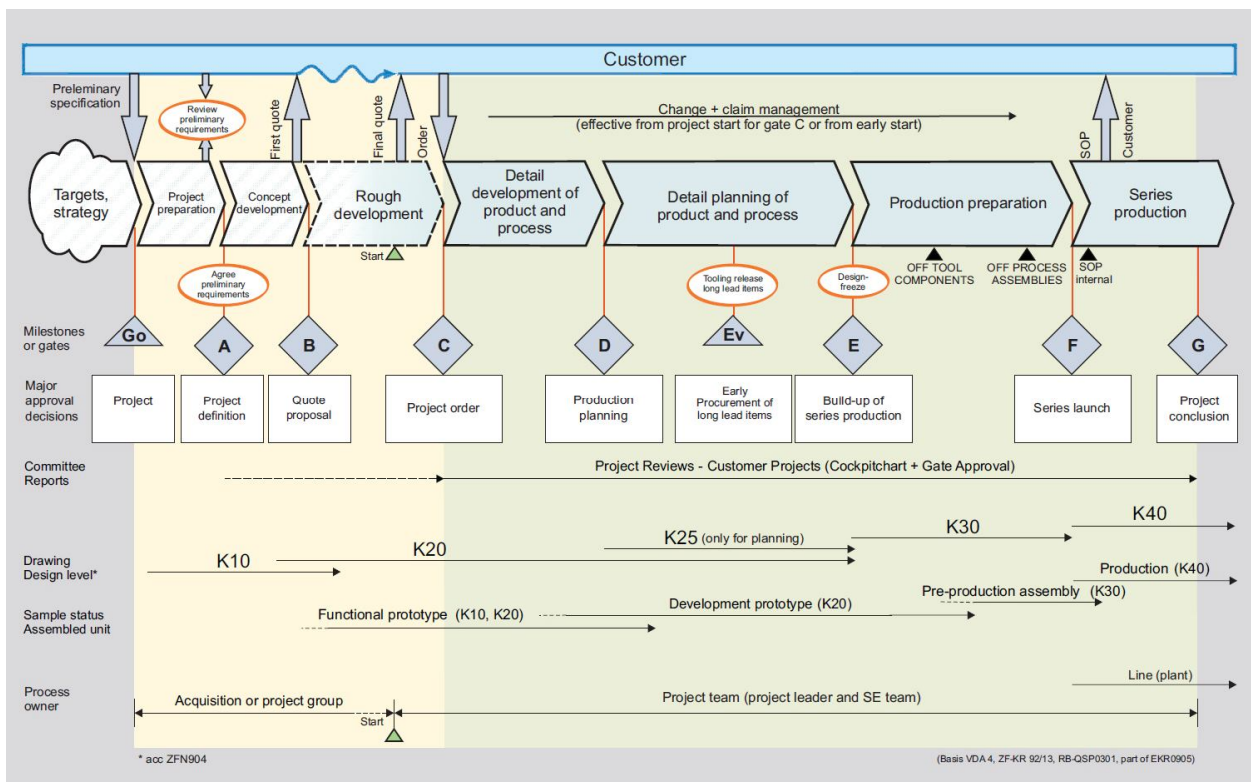 Customer
Preleminary
specification
Review
preliminary
requirements
First quote
Final quote
Order
Change + claim management
(effective from project start for gate C or from early start)
SOP
Customer
Targets,
strategy
Project
preparation
Concept
development
Rough
development
Detail
development of
product and
process
Detail planning of
product and process
Production preparation
Series
production
Start
Agree
preliminary
requirements
Tooling release
long lead items
Design-
freeze
OFF TOOL
COMPONENTS
OFF PROCESS
ASSEMBLIES
SOP
internal
Milestones
or gates
Go
A
B
C
D
Ev
E
F
G
Major
approval
decisions
Project
Project
definition
Quote
proposal
Project order
Production
planning
Early
Procurement of
long lead items
Build-up of
series production
Series launch
Project
conclusion
Committee
Reports
Project Reviews - Customer Projects (Cockpitchart + Gate Approval)
Drawing
Design level*
K10
K20
K25 (only for planning)
K30
K40
Production (K40)
Sample status
Assembled unit
Functional prototype (K10, K20)
Development prototype (K20)
Pre-production assembly (K30)
Process
owner
Acquisition or project group
Start
Project team (project leader and SE team)
Line (plant)
* acc ZFN904
(Basis VDA 4, ZF-KR 92/13, RB-QSP0301, part of EKR0905)